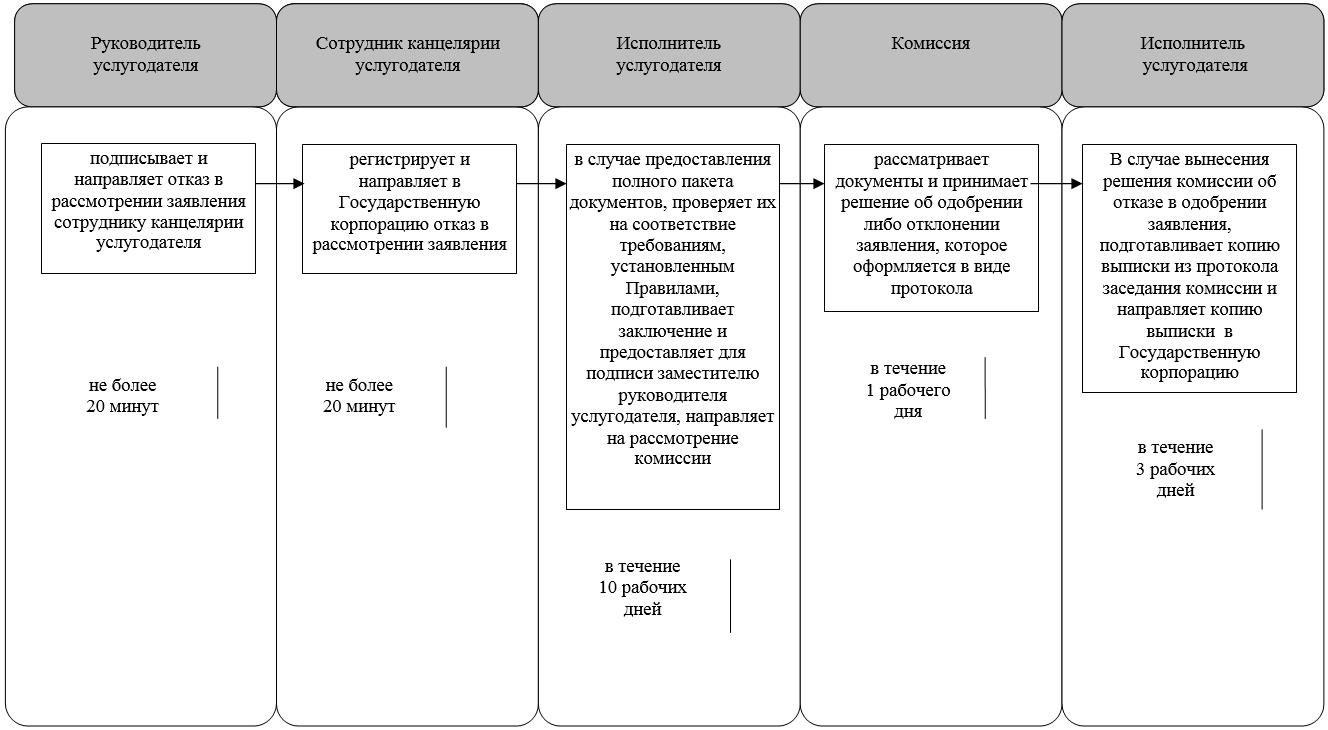 Руководитель
услугодателя
Сотрудник канцелярии
услугодателя
Исполнитель
услугодателя
Комиссия
Исполнитель
услугодателя
подписывает и
направляет отказ в
рассмотрении заявления
сотруднику канцелярии
услугодателя
не более
20 минут
регистрирует и
направляет в
Государственную
корпорацию отказ в
рассмотрении заявления
не более
20 минут
в случае предоставления
полного пакета
документов, проверяет их
на соответствие
требованиям,
установленным
Правилами,
подготавливает
заключение и
предоставляет для
подписи заместителю
руководителя
услугодателя, направляет
на рассмотрение
комиссии
в течение
10 рабочих
дней
рассматривает
документы и принимает
решение об одобрении
либо отклонении
заявления, которое
оформляется в виде
протокола
в течение
1 рабочего
дня
В случае вынесения
решения комиссии об
отказе в одобрении
заявления,
подготавливает копию
выписки из протокола
заседания комиссии и
направляет копию
выписки в
Государственную
корпорацию
в течение
3 рабочих
дней